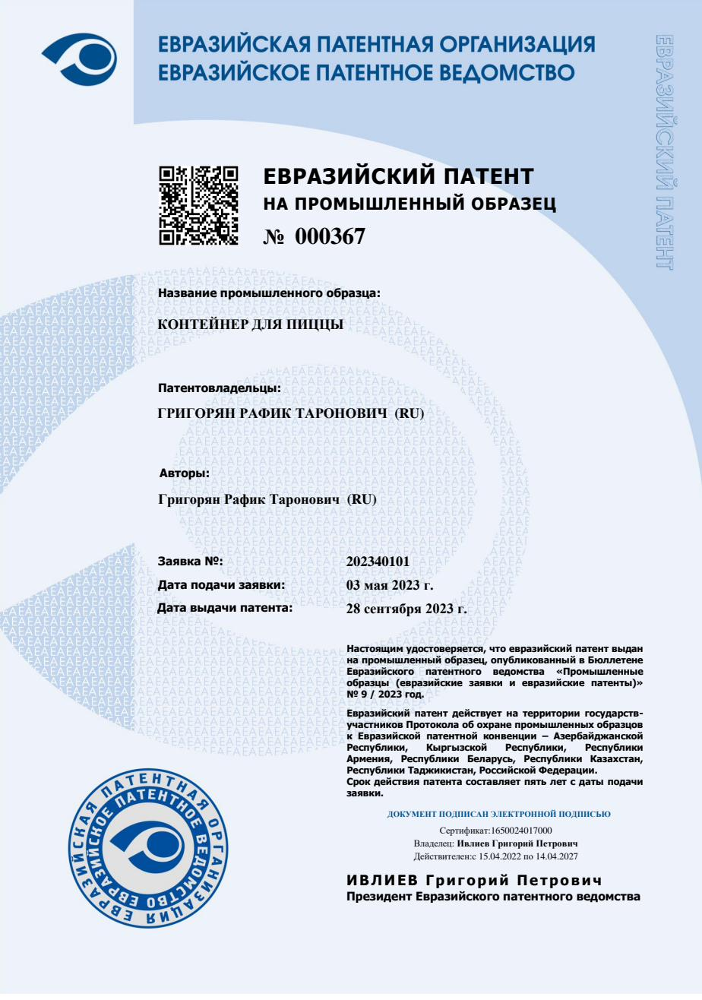 ЕВРАЗИЙСКАЯ ПАТЕНТНАЯ ОРГАНИЗАЦИЯ
ЕВРАЗИЙСКОЕ ПАТЕНТНОЕ ВЕДОМСТВО
ЕВРАЗИЙСКИЙ ПАТЕНТ
ЕВРАЗИЙСКИЙ ПАТЕНТ
НА ПРОМЫШЛЕННЫЙ ОБРАЗЕЦ
№ 000367
Название промышленного образца:
КОНТЕЙНЕР ДЛЯ ПИЦЦЫ
Патентовладельцы:
ГРИГОРЯН РАФИК ТАРОНОВИЧ (RU)
Авторы:
Григорян Рафик Таронович (RU)
Заявка №: 202340101
Дата подачи заявки: 03 мая 2023 г.
Дата выдачи патента: 28 сентября 2023 г.
Настоящим удостоверяется, что евразийский патент выдан
на промышленный образец, опубликованный в Бюллетене
Евразийского патентного ведомства «Промышленные
образцы (евразийские заявки и евразийские патенты)»
№ 9 / 2023 год.
Евразийский патент действует на территории государств-
участников Протокола об охране промышленных образцов
к Евразийской патентной конвенции – Азербайджанской
Республики, Кыргызской Республики, Республики
Армения, Республики Беларусь, Республики Казахстан,
Республики Таджикистан, Российской Федерации.
Срок действия патента составляет пять лет с даты подачи
заявки.
ДОКУМЕНТ ПОДПИСАН ЭЛЕКТРОННОЙ ПОДПИСЬЮ
Сертификат:1650024017000
Владелец: Ивлиев Григорий Петрович
Действителен:с 15.04.2022 по 14.04.2027
ИВЛИЕВ Григорий Петрович
Президент Евразийского патентного ведомства
ЕВРАЗИЙСКАЯ ПАТЕНТНАЯ ОРГАНИЗАЦИЯ
ЕВРАЗИЙСКОЕ ПАТЕНТНОЕ ВЕДОМСТВО